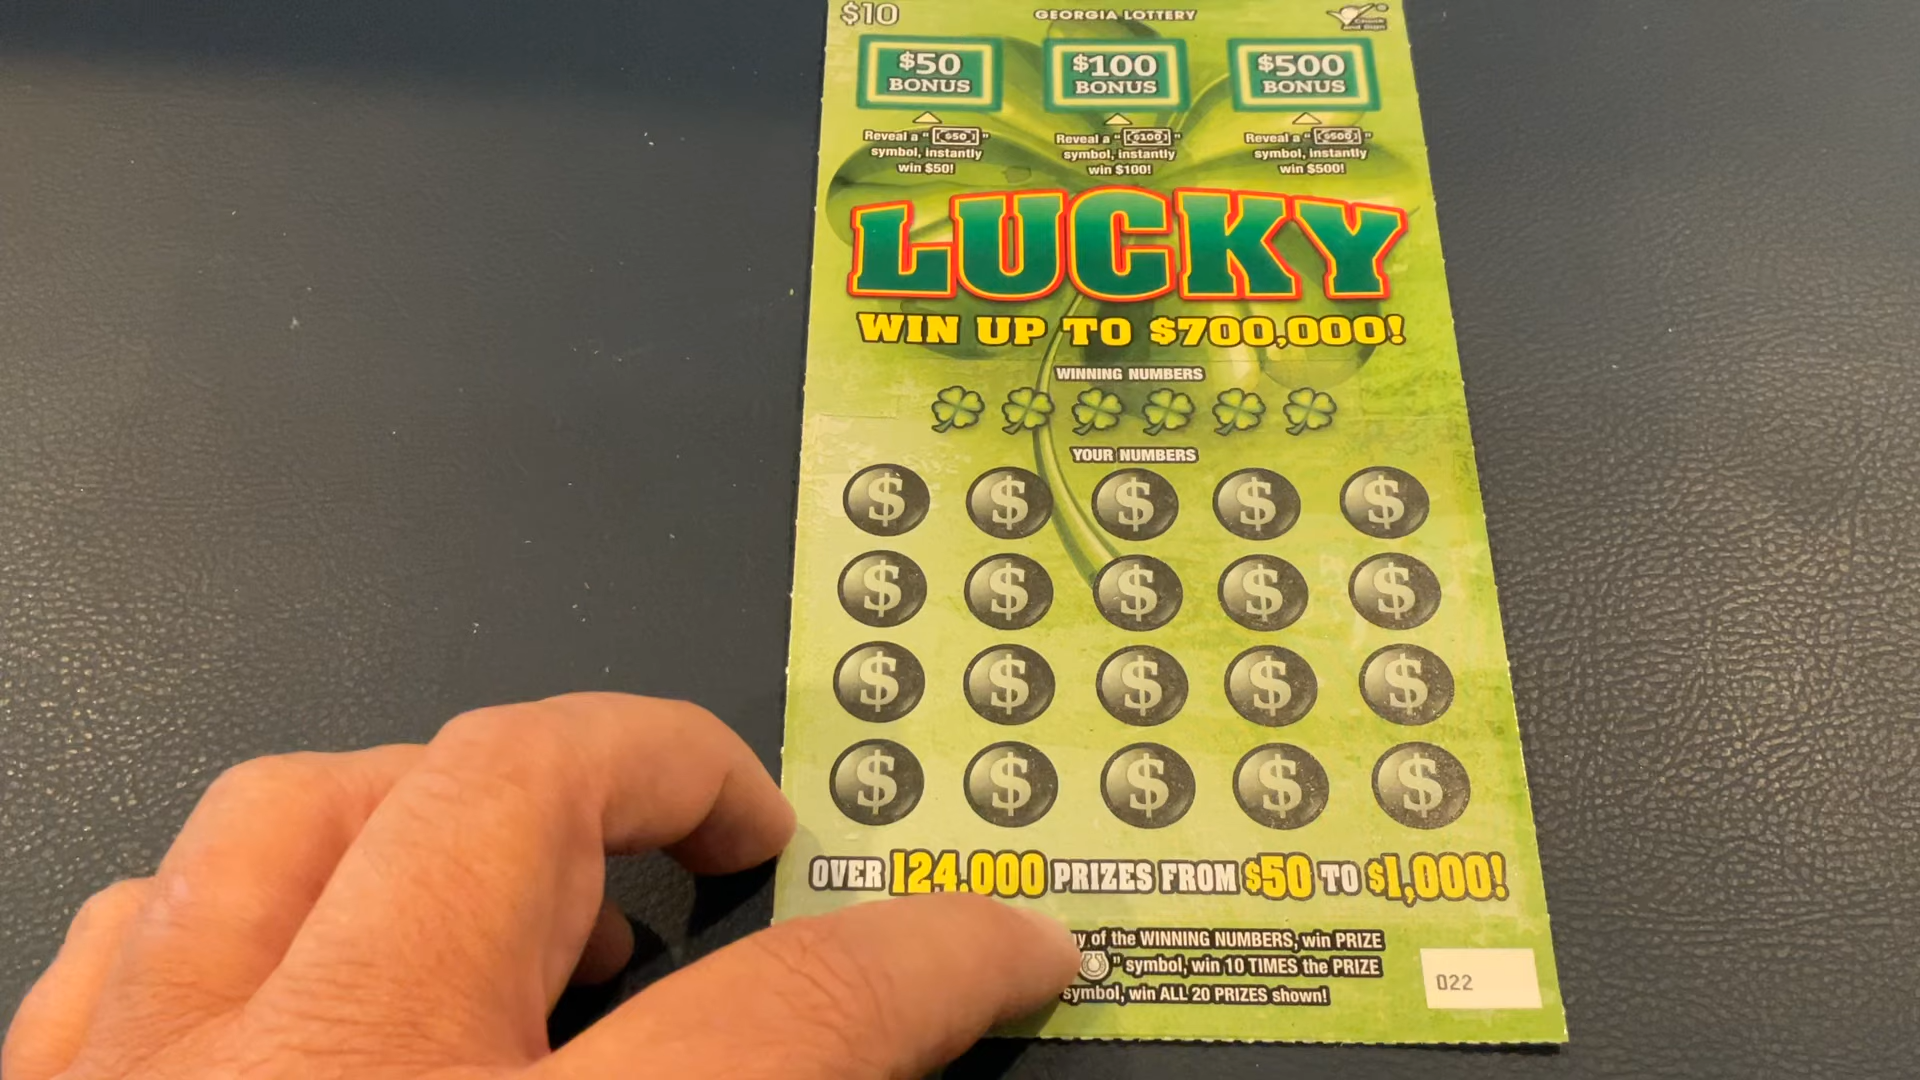 $10 GEORGIA LOTTERY
$50 BONUS
$100 BONUS
$500 BONUS
Reveal a "$50" symbol, instantly win $50!
Reveal a "$100" symbol, instantly win $100!
Reveal a "$500" symbol, instantly win $500!
LUCKY
WIN UP TO $700,000!
WINNING NUMBERS
YOUR NUMBERS
$ $ $ $ $
$ $ $ $ $
$ $ $ $ $
$ $ $ $ $
OVER 124,000 PRIZES FROM $50 TO $1,000!
of the WINNING NUMBERS, win PRIZE
" symbol, win 10 TIMES the PRIZE
symbol, win ALL 20 PRIZES shown!
022